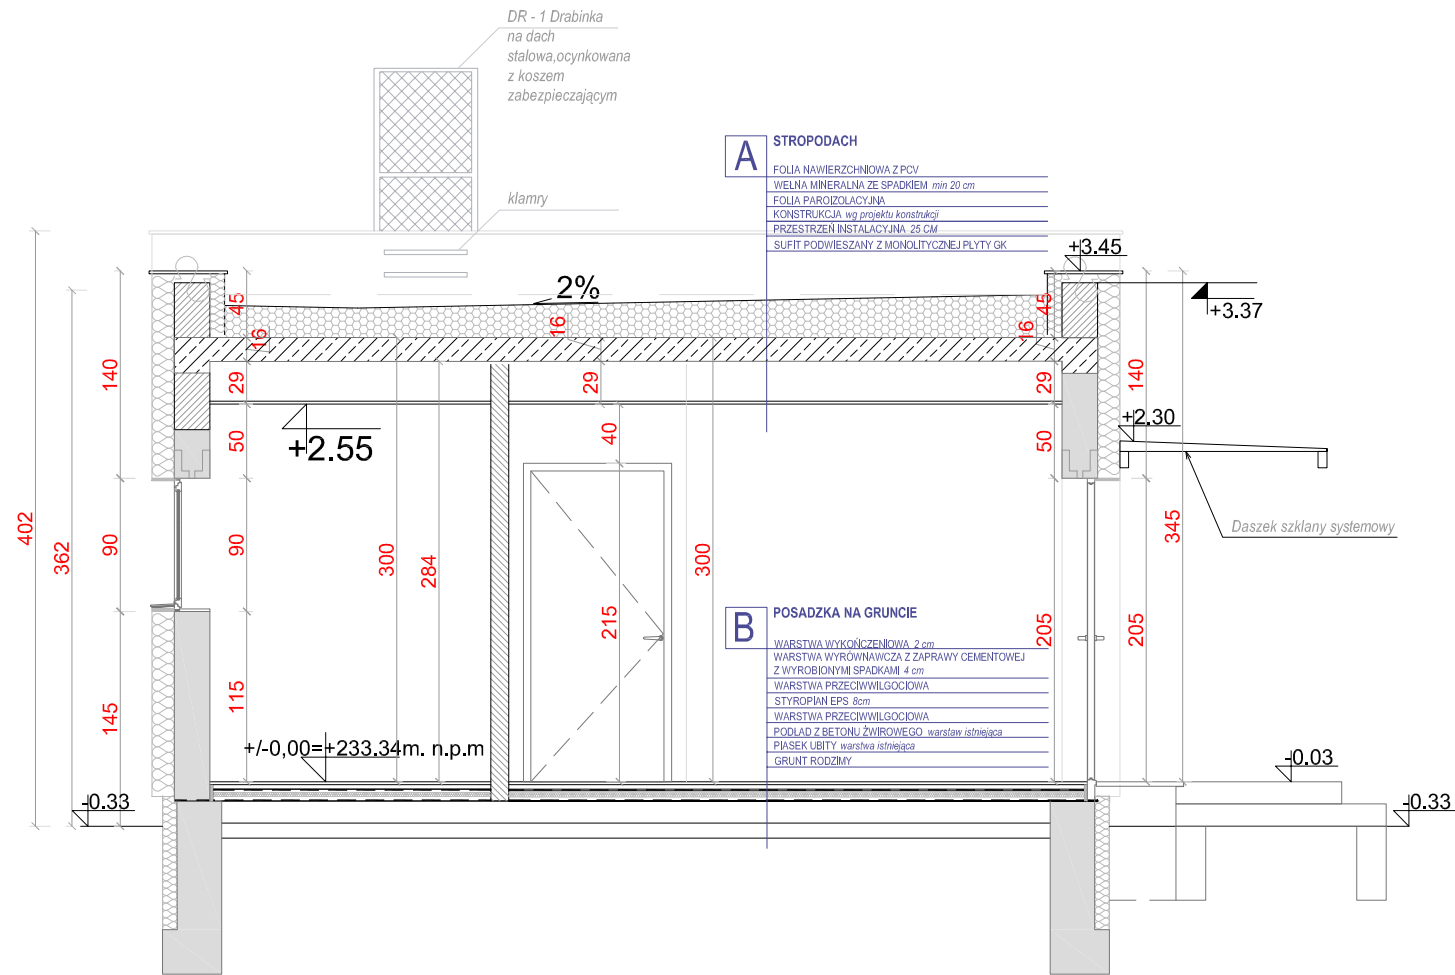 DR - 1 Drabinka
na dach
stalowa,ocynkowana
z koszem
zabezpieczającym
klamry
A STROPODACH
FOLIA NAWIERZCHNIOWA Z PCV
WEŁNA MINERALNA ZE SPADKIEM min 20 cm
FOLIA PAROIZOLACYJNA
KONSTRUKCJA wg projektu konstrukcji
PRZESTRZEŃ INSTALACYJNA 25 CM
SUFIT PODWIESZANY Z MONOLITYCZNEJ PŁYTY GK
+3.45
2%
+3.37
45
16
16
45
16
140
29
29
29
140
+2.30
+2.55
50
40
50
402
362
90
90
300
284
300
345
Daszek szklany systemowy
215
205
205
B POSADZKA NA GRUNCIE
WARSTWA WYKOŃCZENIOWA 2 cm
WARSTWA WYRÓWNAWCZA Z ZAPRAWY CEMENTOWEJ
Z WYROBIONYMI SPADKAMI 4 cm
WARSTWA PRZECIWWILGOCIOWA
STYROPIAN EPS 8cm
WARSTWA PRZECIWWILGOCIOWA
PODLAD Z BETONU ŻWIROWEGO warstaw istniejąca
PIASEK UBITY warstwa istniejąca
GRUNT RODZIMY
145
115
+/-0,00=+233.34m. n.p.m
-0.03
-0.33
-0.33